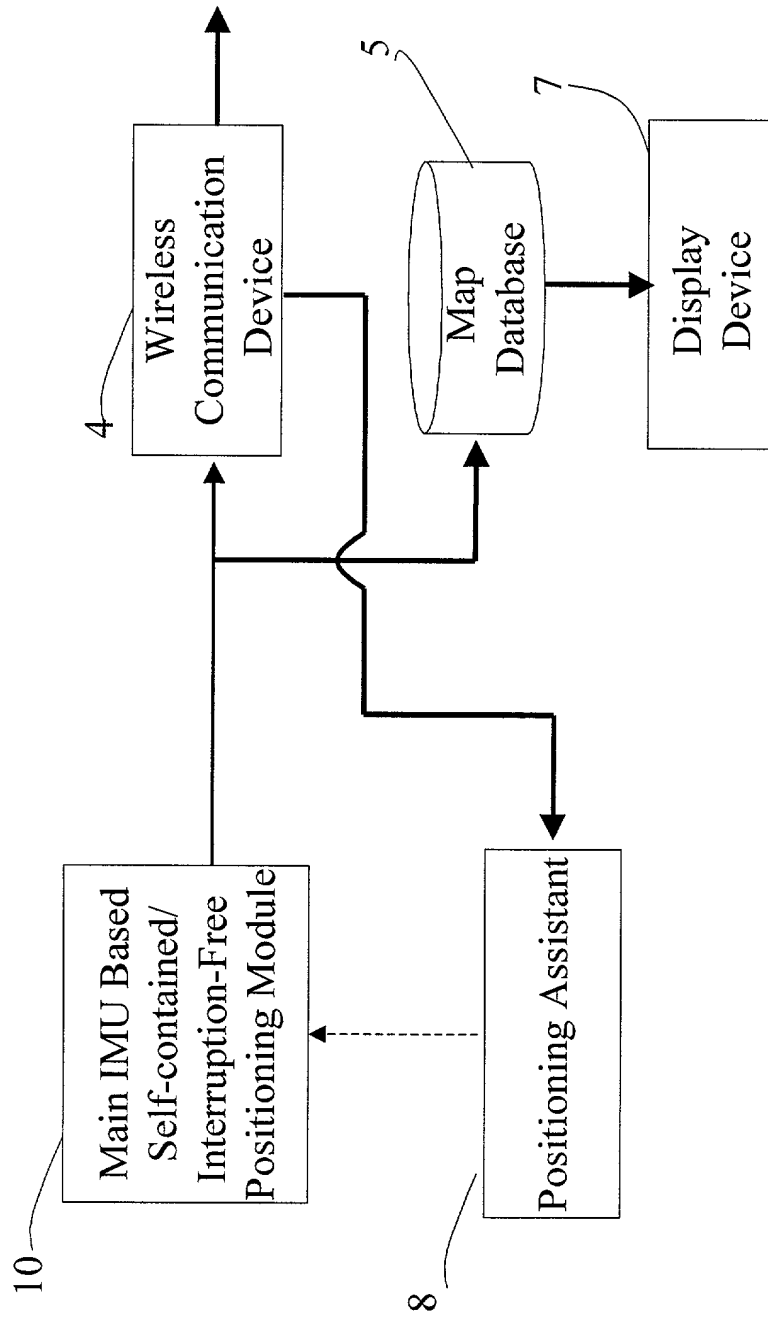 10
Main IMU Based
Self-contained/
Interruption-Free
Positioning Module
4
Wireless
Communication
Device
5
Map
Database
8
Positioning Assistant
7
Display
Device